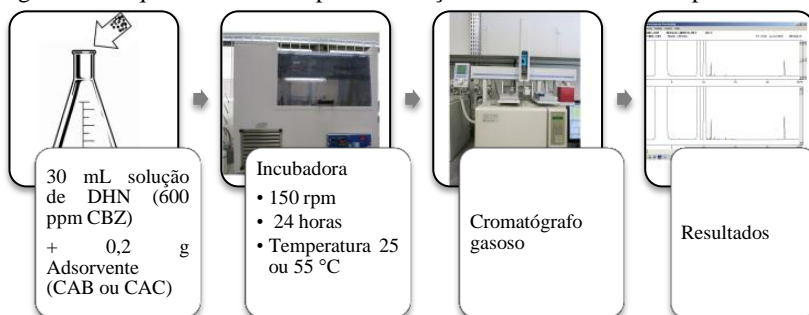 30 mL solução
de DHN (600
ppm CBZ)
+ 0,2 g
Adsorvente
(CAB ou CAC)
Incubadora
• 150 rpm
• 24 horas
• Temperatura 25
ou 55 °C
Cromatógrafo
gasoso
Resultados